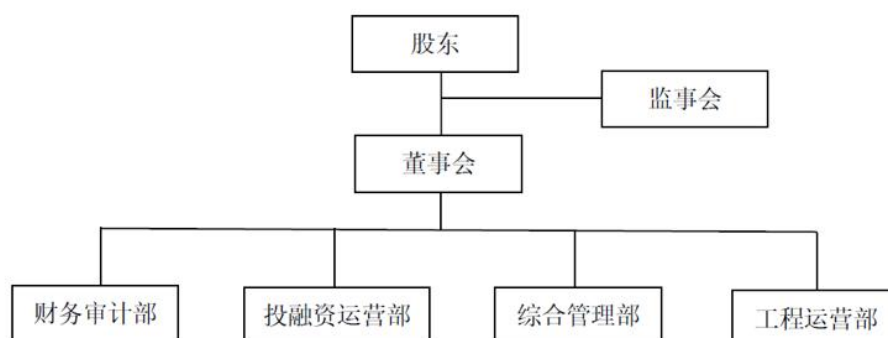 股东
监事会
董事会
财务审计部
投融资运营部
综合管理部
工程运营部